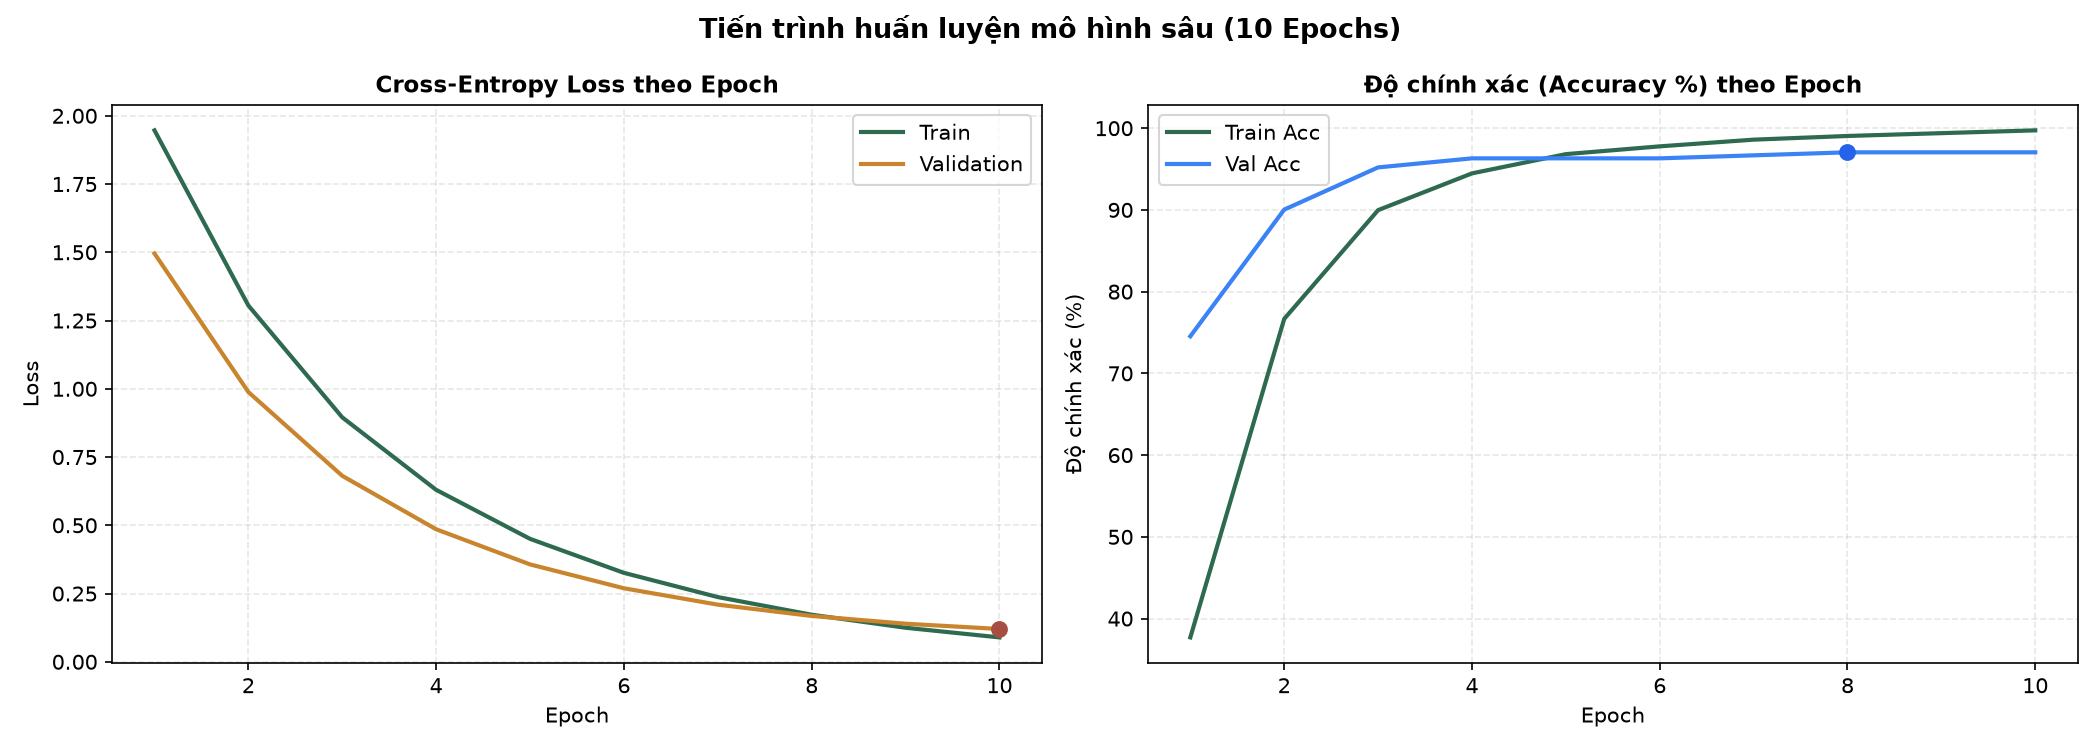 Tiến trình huấn luyện mô hình sâu (10 Epochs)
Cross-Entropy Loss theo Epoch
Loss
2.00
1.75
1.50
1.25
1.00
0.75
0.50
0.25
0.00
Train
Validation
2 4 6 8 10
Epoch
Độ chính xác (Accuracy %) theo Epoch
Độ chính xác (%)
100
90
80
70
60
50
40
Train Acc
Val Acc
2 4 6 8 10
Epoch